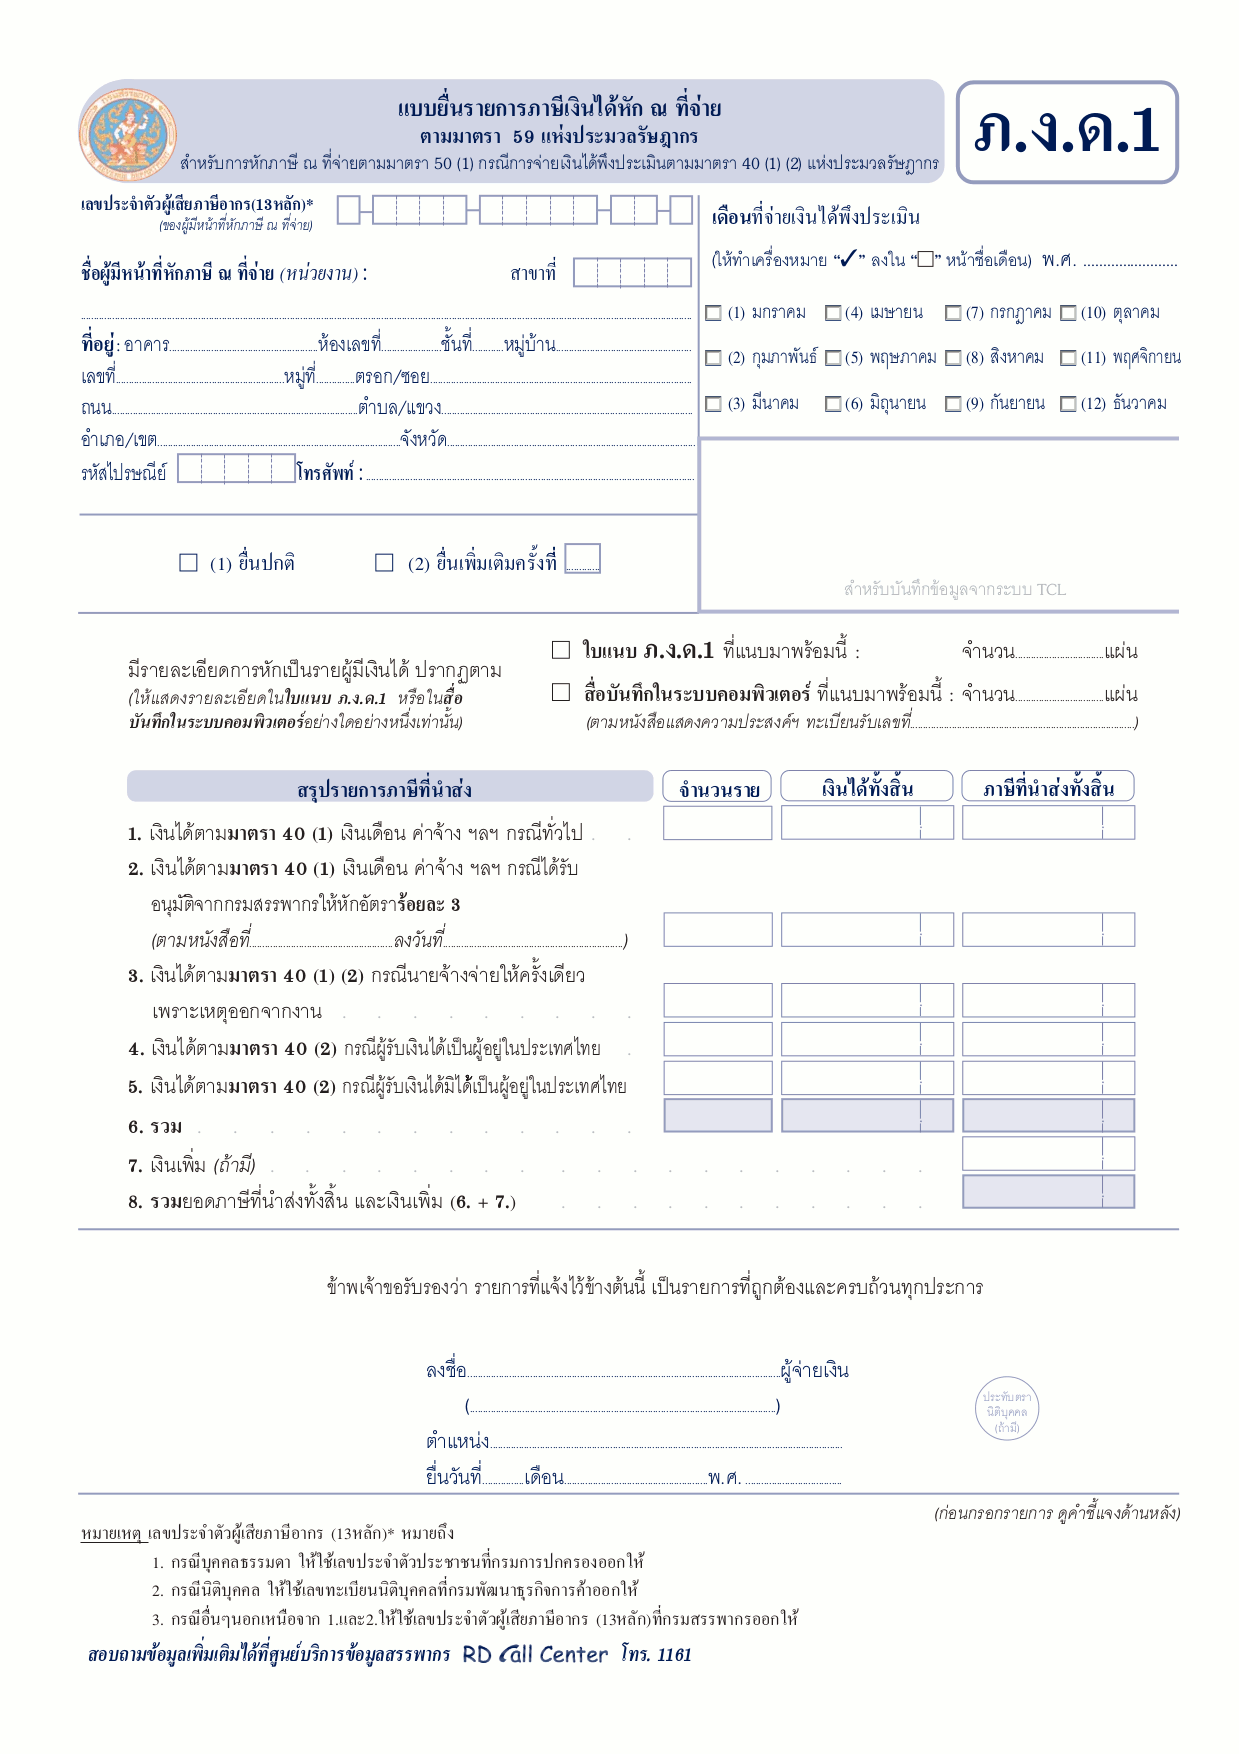 แบบยื่นรายการภาษีเงินได้หัก ณ ที่จ่าย
ตามมาตรา 59 แห่งประมวลรัษฎากร
สำหรับการหักภาษี ณ ที่จ่ายตามมาตรา 50 (1) กรณีการจ่ายเงินได้พึงประเมินตามมาตรา 40 (1) (2) แห่งประมวลรัษฎากร
ภ.ง.ด.1
เลขประจำตัวผู้เสียภาษีอากร(13หลัก)*
(ของผู้มีหน้าที่หักภาษี ณ ที่จ่าย)
ชื่อผู้มีหน้าที่หักภาษี ณ ที่จ่าย (หน่วยงาน) : สาขาที่
ที่อยู่ : อาคาร ห้องเลขที่ ชั้นที่ หมู่บ้าน
เลขที่ หมู่ที่ ตรอก/ซอย
ถนน ตำบล/แขวง
อำเภอ/เขต จังหวัด
รหัสไปรษณีย์ โทรศัพท์ :
(1) ยื่นปกติ (2) ยื่นเพิ่มเติมครั้งที่
เดือนที่จ่ายเงินได้พึงประเมิน
(ให้ทำเครื่องหมาย “✓” ลงใน “☐” หน้าชื่อเดือน) พ.ศ.
(1) มกราคม (4) เมษายน (7) กรกฎาคม (10) ตุลาคม
(2) กุมภาพันธ์ (5) พฤษภาคม (8) สิงหาคม (11) พฤศจิกายน
(3) มีนาคม (6) มิถุนายน (9) กันยายน (12) ธันวาคม
สำหรับบันทึกข้อมูลจากระบบ TCL
มีรายละเอียดการหักเป็นรายผู้มีเงินได้ ปรากฏตาม
(ให้แสดงรายละเอียดในใบแนบ ภ.ง.ด.1 หรือในสื่อ
บันทึกในระบบคอมพิวเตอร์อย่างใดอย่างหนึ่งเท่านั้น)
ใบแนบ ภ.ง.ด.1 ที่แนบมาพร้อมนี้ : จำนวน แผ่น
สื่อบันทึกในระบบคอมพิวเตอร์ ที่แนบมาพร้อมนี้ : จำนวน แผ่น
(ตามหนังสือแสดงความประสงค์ฯ ทะเบียนรับเลขที่ )
สรุปรายการภาษีที่นำส่ง จำนวนราย เงินได้ทั้งสิ้น ภาษีที่นำส่งทั้งสิ้น
1. เงินได้ตามมาตรา 40 (1) เงินเดือน ค่าจ้าง ฯลฯ กรณีทั่วไป
2. เงินได้ตามมาตรา 40 (1) เงินเดือน ค่าจ้าง ฯลฯ กรณีได้รับ
อนุมัติจากกรมสรรพากรให้หักอัตราร้อยละ 3
(ตามหนังสือที่ ลงวันที่ )
3. เงินได้ตามมาตรา 40 (1) (2) กรณีนายจ้างจ่ายให้ครั้งเดียว
เพราะเหตุออกจากงาน
4. เงินได้ตามมาตรา 40 (2) กรณีผู้รับเงินได้เป็นผู้อยู่ในประเทศไทย
5. เงินได้ตามมาตรา 40 (2) กรณีผู้รับเงินได้มิได้เป็นผู้อยู่ในประเทศไทย
6. รวม
7. เงินเพิ่ม (ถ้ามี)
8. รวมยอดภาษีที่นำส่งทั้งสิ้น และเงินเพิ่ม (6. + 7.)
ข้าพเจ้าขอรับรองว่า รายการที่แจ้งไว้ข้างต้นนี้ เป็นรายการที่ถูกต้องและครบถ้วนทุกประการ
ลงชื่อ ผู้จ่ายเงิน
( )
ตำแหน่ง
ยื่นวันที่ เดือน พ.ศ.
ประทับตรา
นิติบุคคล
(ถ้ามี)
(ก่อนกรอกรายการ ดูคำชี้แจงด้านหลัง)
หมายเหตุ เลขประจำตัวผู้เสียภาษีอากร (13หลัก)* หมายถึง
1. กรณีบุคคลธรรมดา ให้ใช้เลขประจำตัวประชาชนที่กรมการปกครองออกให้
2. กรณีนิติบุคคล ให้ใช้เลขทะเบียนนิติบุคคลที่กรมพัฒนาธุรกิจการค้าออกให้
3. กรณีอื่นๆนอกเหนือจาก 1.และ2.ให้ใช้เลขประจำตัวผู้เสียภาษีอากร (13หลัก)ที่กรมสรรพากรออกให้
สอบถามข้อมูลเพิ่มเติมได้ที่ศูนย์บริการข้อมูลสรรพากร RD Call Center โทร. 1161